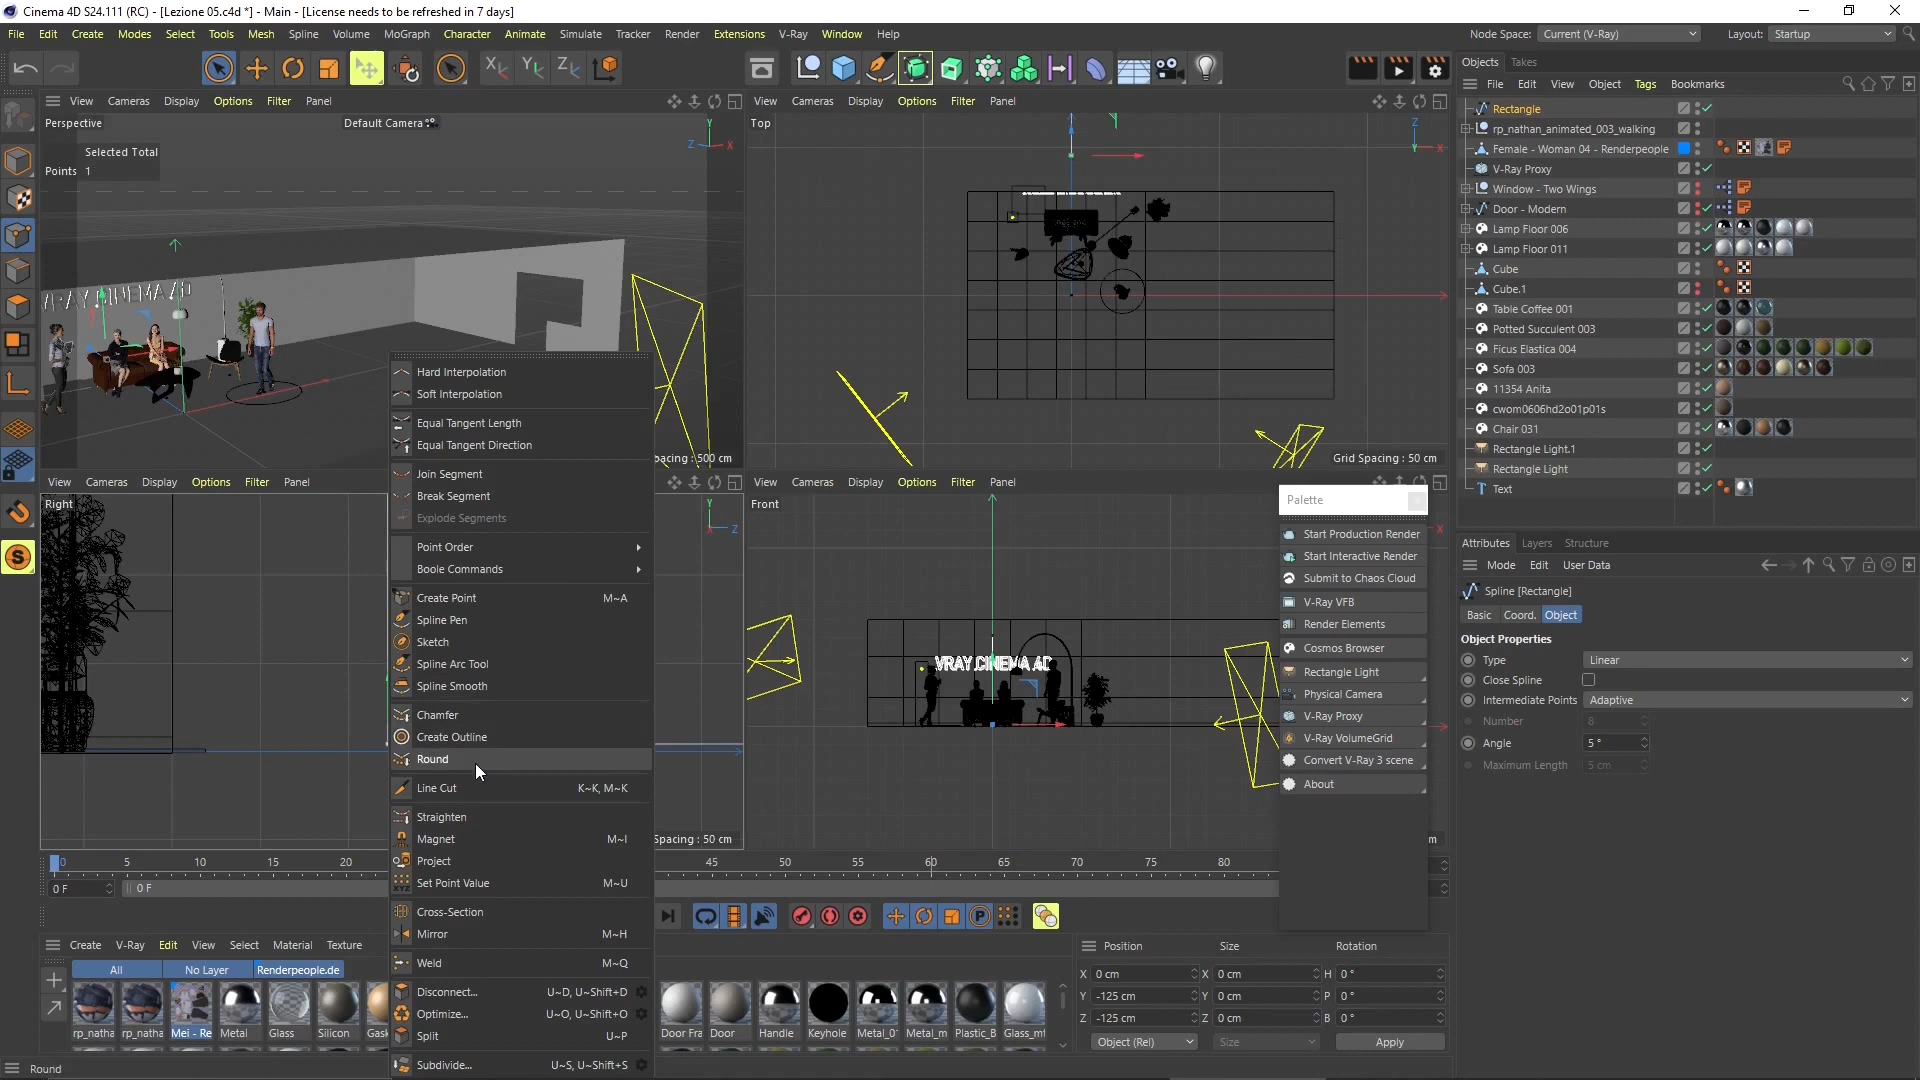 Cinema 4D S24.111 (RC) - [Lezione 05.c4d *] - Main - [License needs to be refreshed in 7 days]
File Edit Create Modes Select Tools Mesh Spline Volume MoGraph Character Animate Simulate Tracker Render Extensions V-Ray Window Help Node Space: Current (V-Ray) Layout: Startup
Objects Takes
File Edit View Object Tags Bookmarks
View Cameras Display Options Filter Panel
View Cameras Display Options Filter Panel
Perspective
Default Camera
Top
Selected Total
Points 1
Rectangle
rp_nathan_animated_003_walking
Female - Woman 04 - Renderpeople
V-Ray Proxy
Window - Two Wings
Door - Modern
Lamp Floor 006
Lamp Floor 011
Cube
Cube.1
Table Coffee 001
Potted Succulent 003
Ficus Elastica 004
Sofa 003
11354 Anita
cwom0606hd2o01p01s
Chair 031
Rectangle Light.1
Rectangle Light
Text
Grid Spacing : 50 cm
View Cameras Display Options Filter Panel
View Cameras Display Options Filter Panel
Right
Front
VRAY CINEMA 4D
Hard Interpolation
Soft Interpolation
Equal Tangent Length
Equal Tangent Direction
Join Segment
Break Segment
Explode Segments
Point Order
Boole Commands
Create Point M~A
Spline Pen
Sketch
Spline Arc Tool
Spline Smooth
Chamfer
Create Outline
Round
Line Cut K~K, M~K
Straighten
Magnet M~I
Project
Set Point Value M~U
Cross-Section
Mirror M~H
Weld M~Q
Disconnect... U~D, U~Shift+D
Optimize... U~O, U~Shift+O
Split U~P
Subdivide... U~S, U~Shift+S
Palette
Start Production Render
Start Interactive Render
Submit to Chaos Cloud
V-Ray VFB
Render Elements
Cosmos Browser
Rectangle Light
Physical Camera
V-Ray Proxy
V-Ray VolumeGrid
Convert V-Ray 3 scene
About
Attributes Layers Structure
Mode Edit User Data
Spline [Rectangle]
Basic Coord. Object
Object Properties
Type Linear
Close Spline
Intermediate Points Adaptive
Number 8
Angle 5 °
Maximum Length 5 cm
Spacing : 50 cm
0 5 10 15 20 45 50 55 60 65 70 75 80
0 F 0 F
Create V-Ray Edit View Select Material Texture
All No Layer Renderpeople.de
rp_natha rp_natha Mei - Re Metal Glass Silicon Gask Door Fra Door Handle Keyhole Metal_0 Metal_m Plastic_B Glass_mt
Position Size Rotation
X 0 cm X 0 cm H 0 °
Y -125 cm Y 0 cm P 0 °
Z -125 cm Z 0 cm B 0 °
Object (Rel) Size Apply
Round